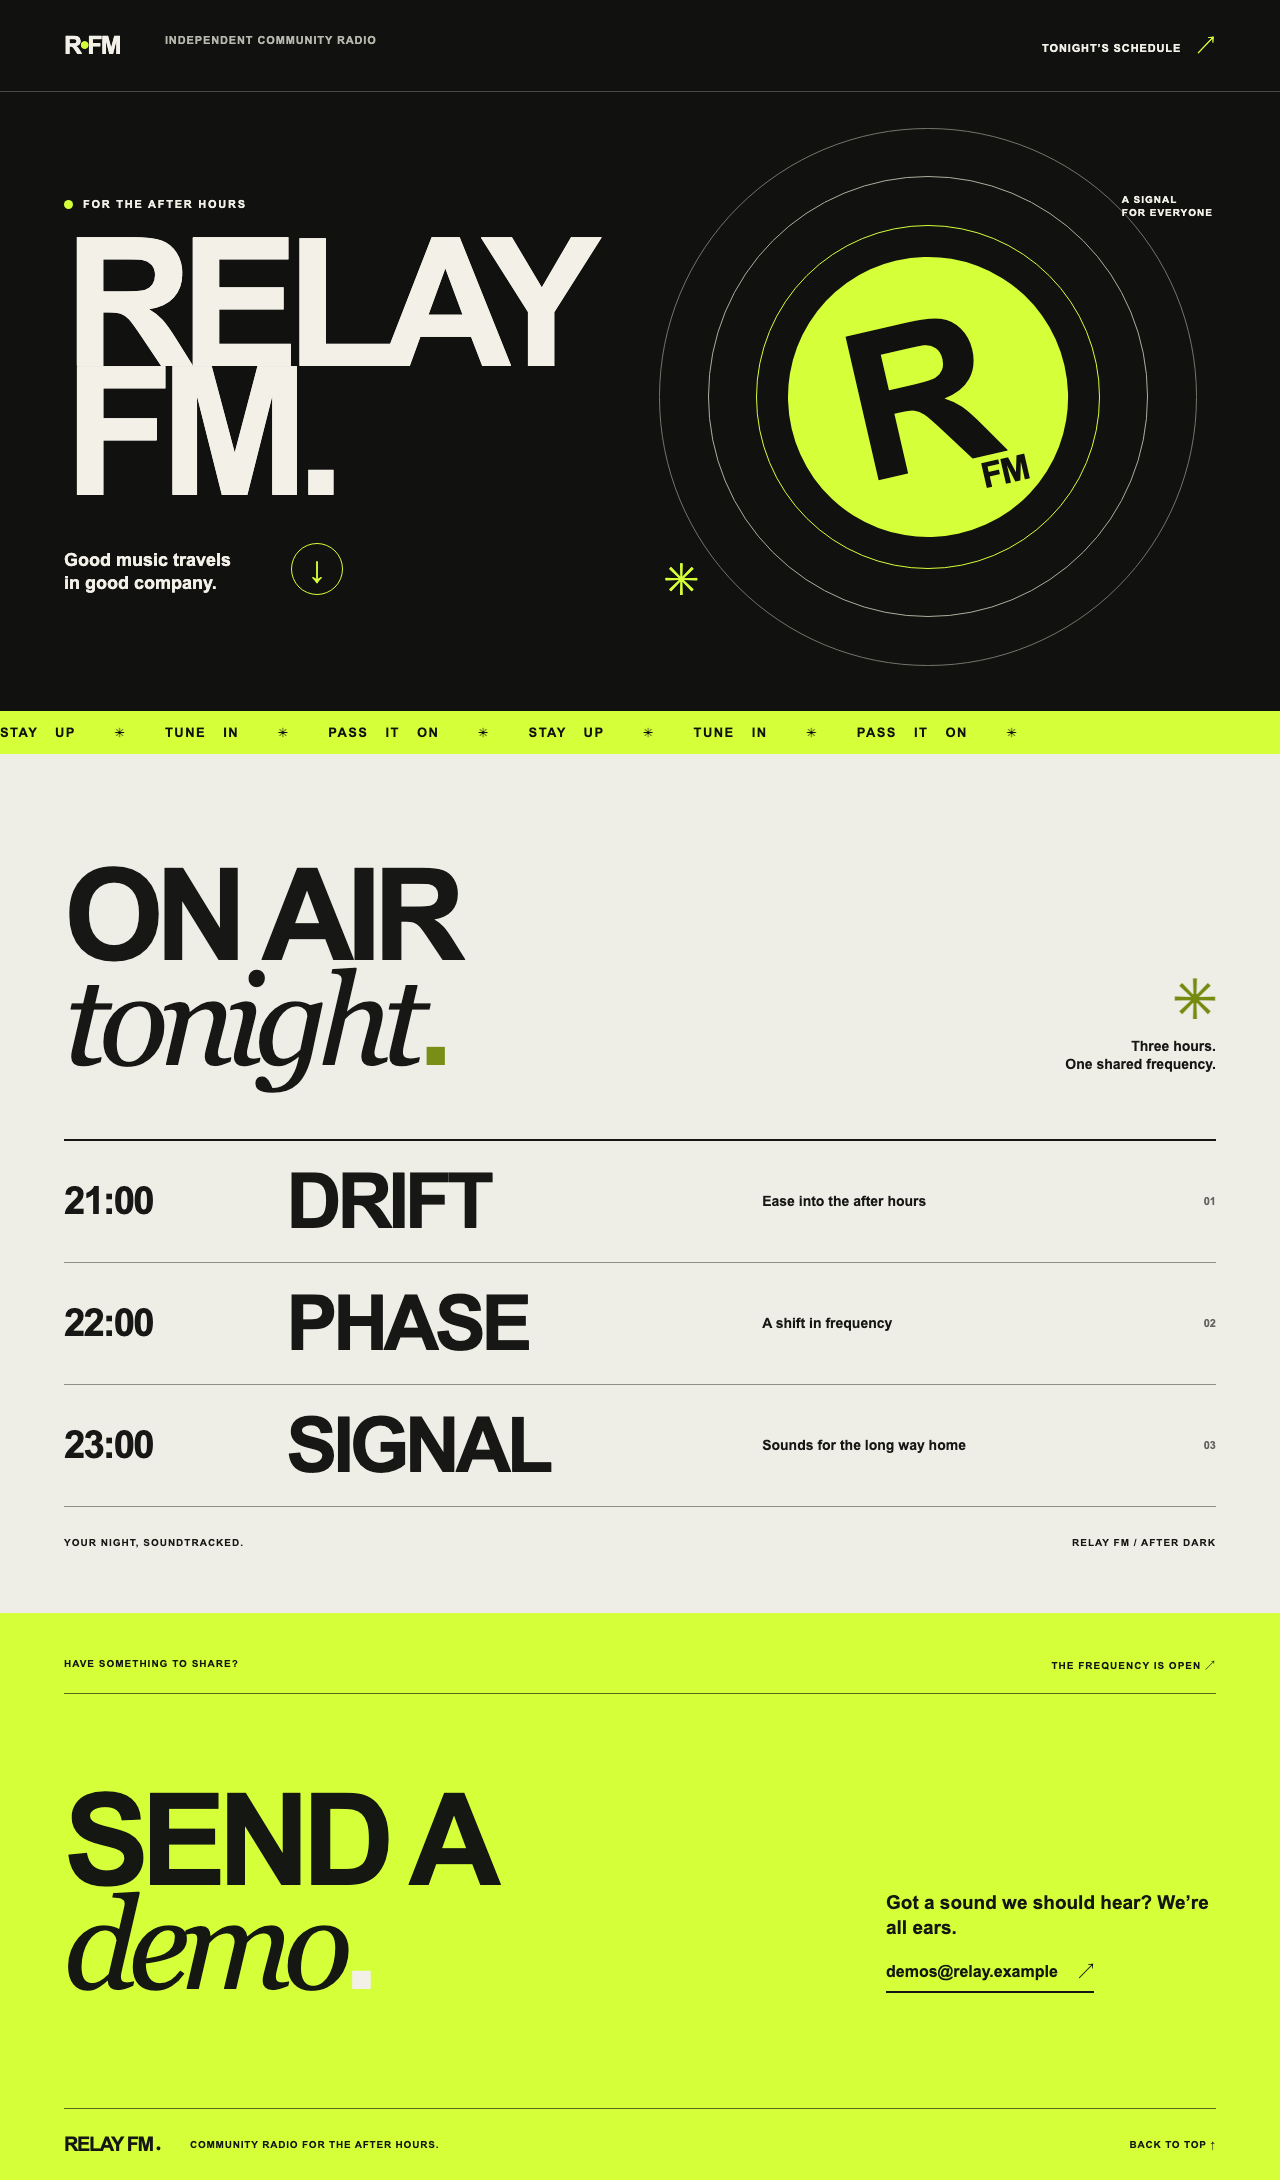 R•FM
INDEPENDENT COMMUNITY RADIO
TONIGHT'S SCHEDULE ↗
FOR THE AFTER HOURS
A SIGNAL
FOR EVERYONE
RELAY
FM.
R
FM
Good music travels
in good company.
↓
✳
STAY UP ✳ TUNE IN ✳ PASS IT ON ✳ STAY UP ✳ TUNE IN ✳ PASS IT ON ✳
ON AIR
tonight.
✳
Three hours.
One shared frequency.
21:00 DRIFT Ease into the after hours 01
22:00 PHASE A shift in frequency 02
23:00 SIGNAL Sounds for the long way home 03
YOUR NIGHT, SOUNDTRACKED. RELAY FM / AFTER DARK
HAVE SOMETHING TO SHARE? THE FREQUENCY IS OPEN ↗
SEND A
demo.
Got a sound we should hear? We’re
all ears.
demos@relay.example ↗
RELAY FM. COMMUNITY RADIO FOR THE AFTER HOURS. BACK TO TOP ↑